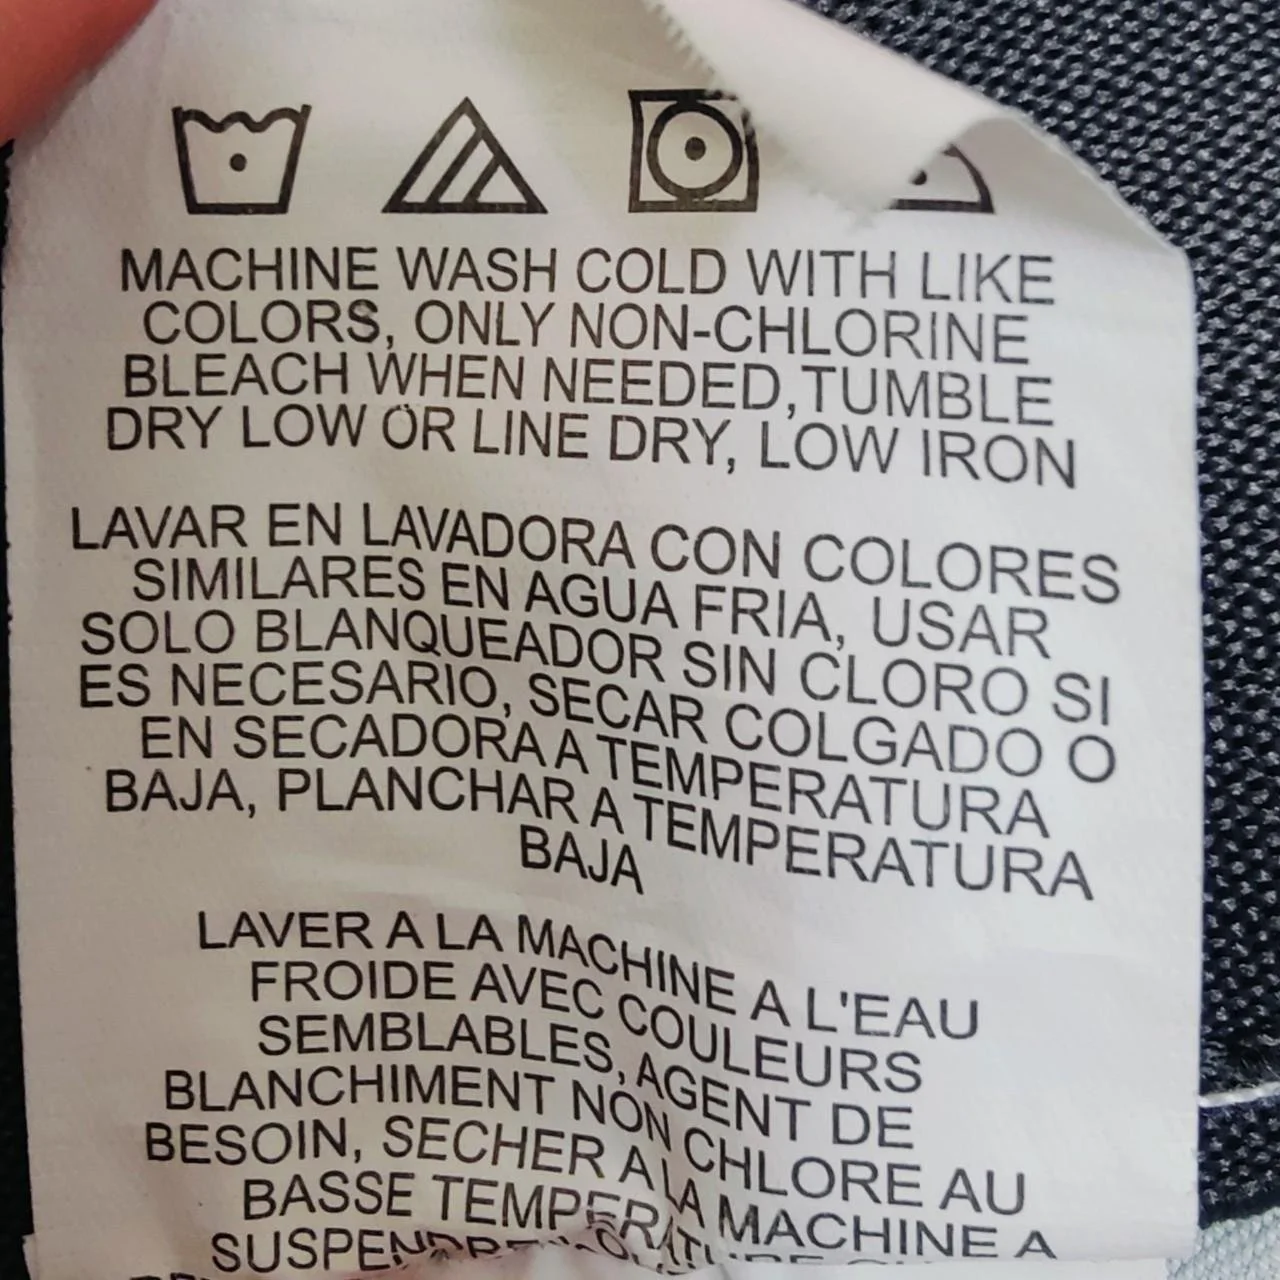 MACHINE WASH COLD WITH LIKE
COLORS, ONLY NON-CHLORINE
BLEACH WHEN NEEDED,TUMBLE
DRY LOW OR LINE DRY, LOW IRON
LAVAR EN LAVADORA CON COLORES
SIMILARES EN AGUA FRIA, USAR
SOLO BLANQUEADOR SIN CLORO SI
ES NECESARIO, SECAR COLGADO O
EN SECADORA A TEMPERATURA
BAJA, PLANCHAR A TEMPERATURA
BAJA
LAVER A LA MACHINE A L'EAU
FROIDE AVEC COULEURS
SEMBLABLES, AGENT DE
BLANCHIMENT NON CHLORE AU
BESOIN, SECHER A LA MACHINE A
BASSE TEMPERATURE